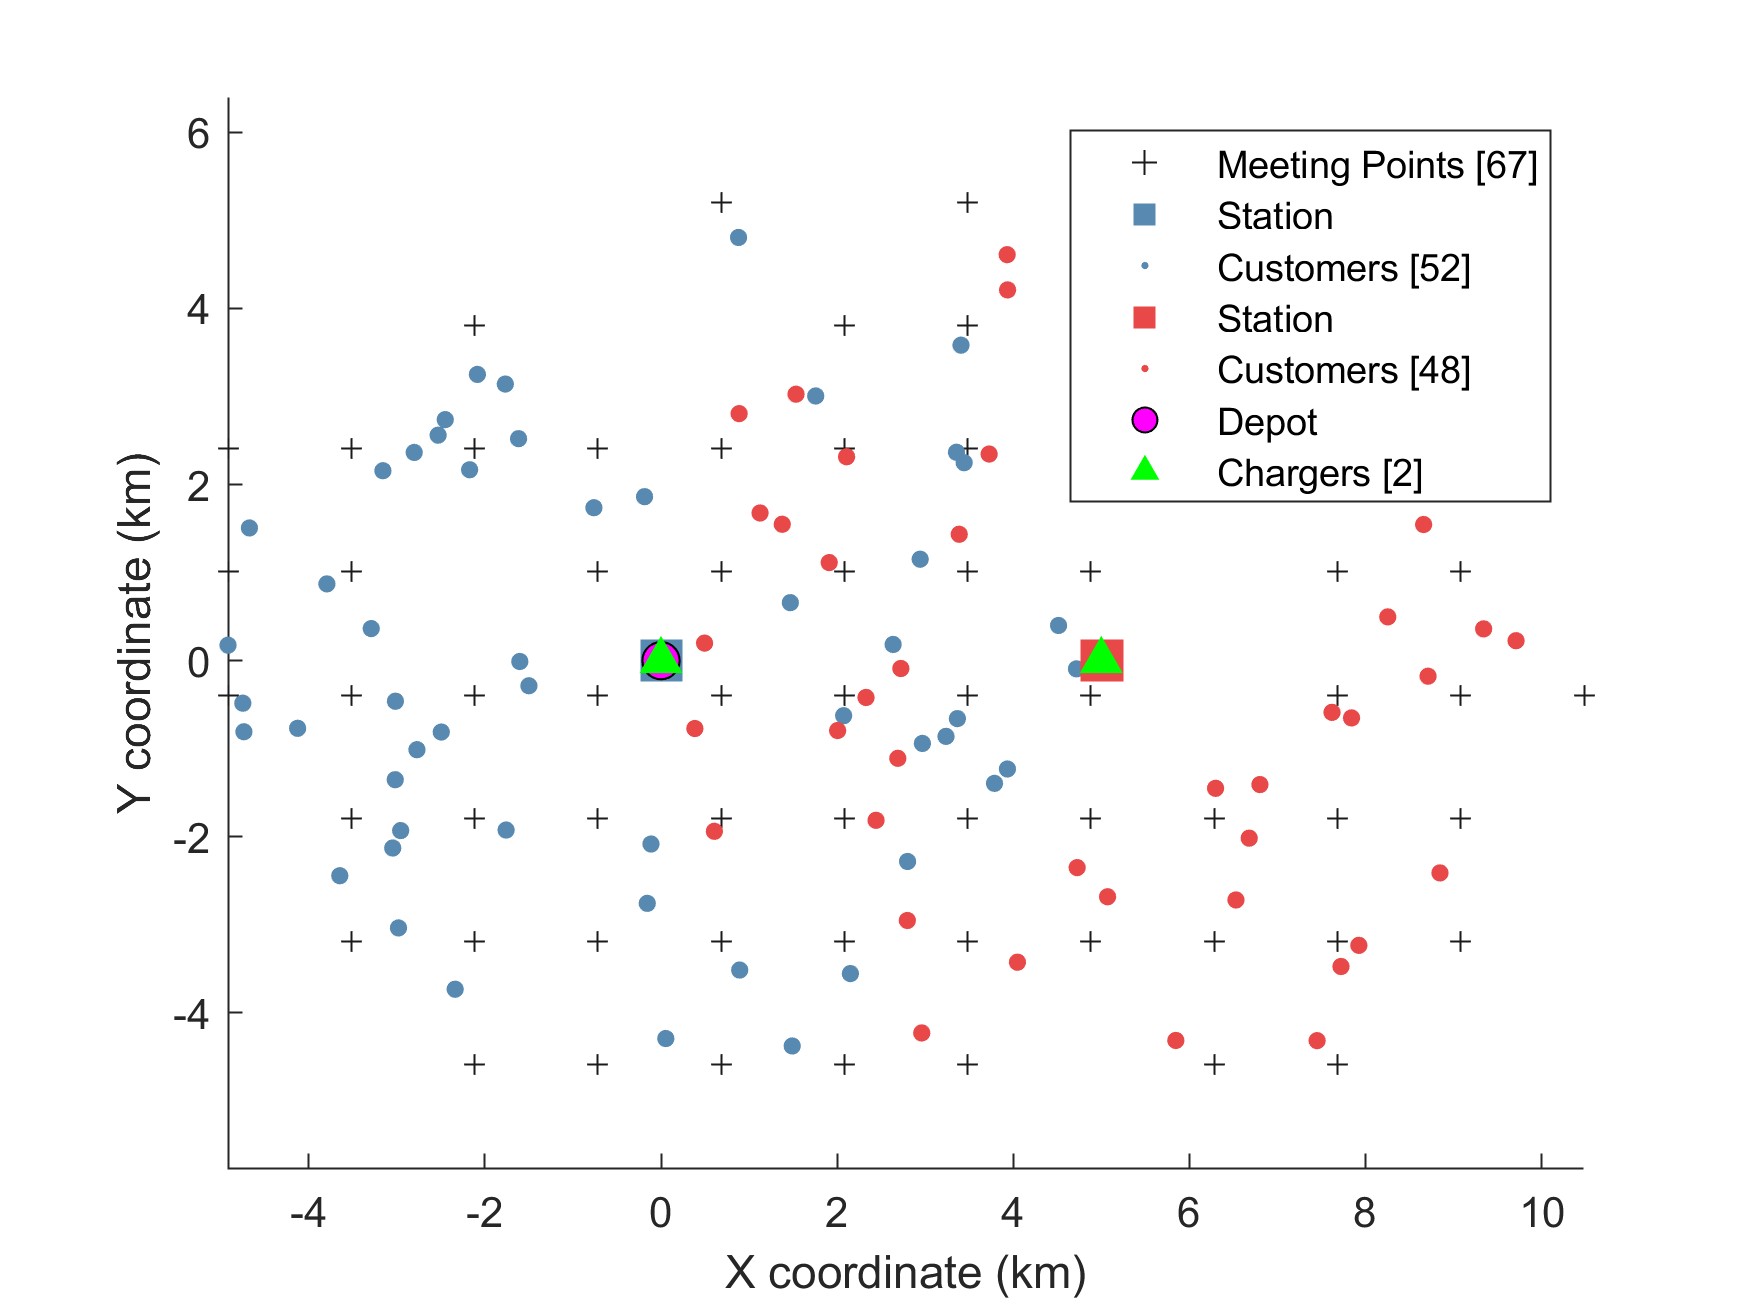 6
4
2
0
-2
-4
Y coordinate (km)
Meeting Points [67]
Station
Customers [52]
Station
Customers [48]
Depot
Chargers [2]
-4 -2 0 2 4 6 8 10
X coordinate (km)